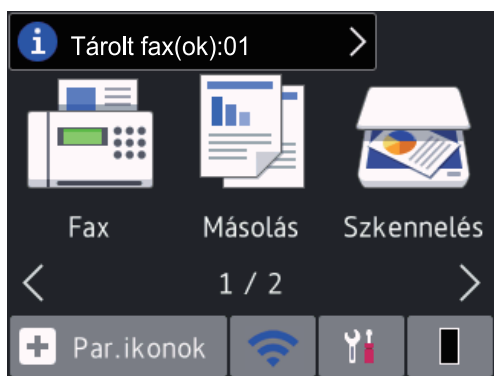 Tárolt fax(ok):01
Fax
Másolás
Szkennelés
1 / 2
Par.ikonok